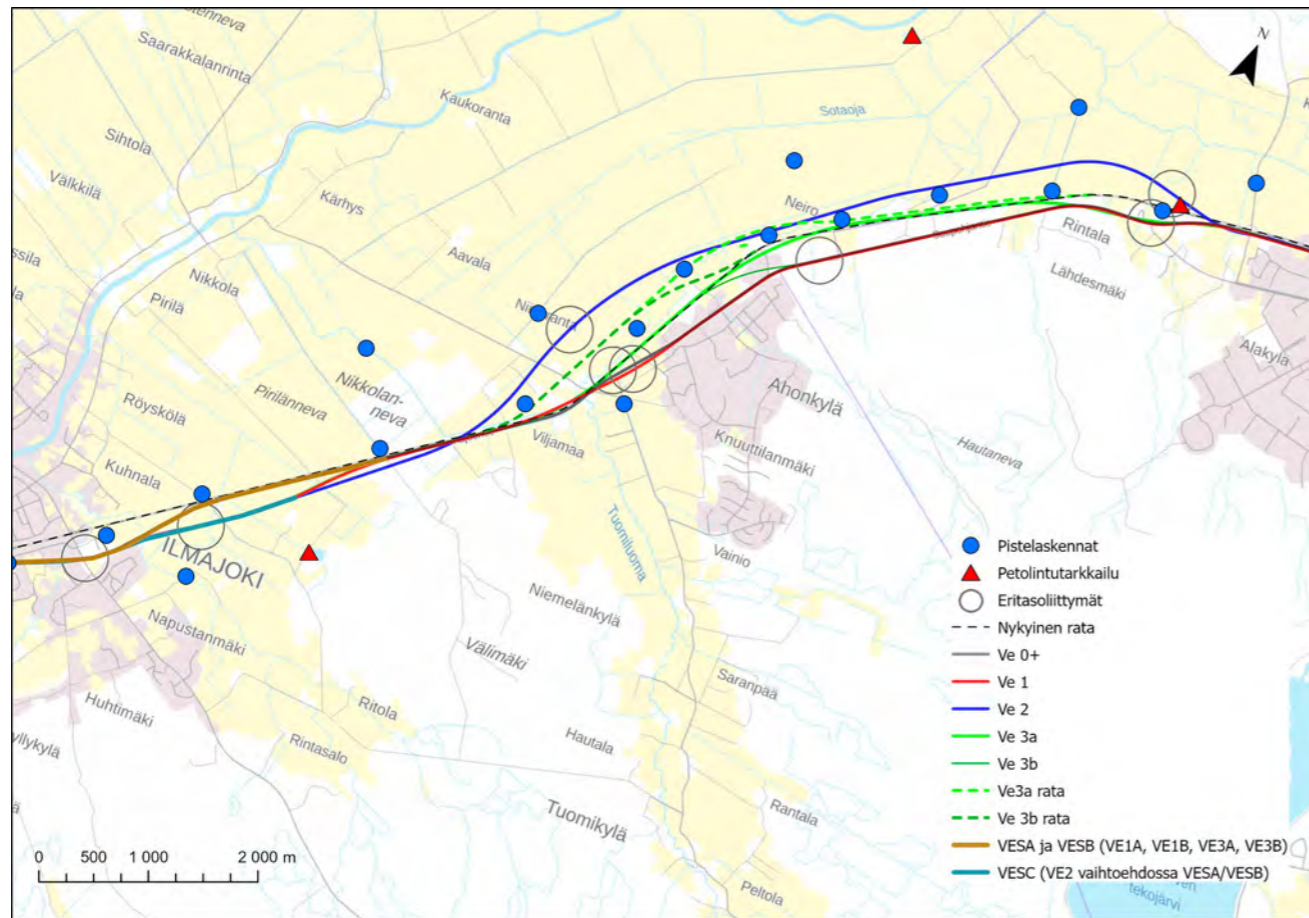 Saarakkalanrinta
Kaukoranta
Sihtola
Sotaoja
Välkkilä
Kärhys
Neiro
Rintala
Aavala
Nikkola
Lähdesmäki
Pirilä
Nikkolan-
neva
Pirilänneva
Röyskölä
Alakylä
Ahonkylä
Kuhnala
Viljamaa
Knuuttilanmäki
Hautaneva
ILMAJOKI
Tuomiluoma
Vainio
Napustanmäki
Niemelänkylä
Välimäki
Saranpää
Huhtimäki
Ritola
Rintasalo
Hautala
Tuomikylä
Rantala
Peltola
tekojärvi
N
Pistelaskennat
Petolintutarkkailu
Eritasoliittymät
Nykyinen rata
Ve 0+
Ve 1
Ve 2
Ve 3a
Ve 3b
Ve3a rata
Ve 3b rata
VESA ja VESB (VE1A, VE1B, VE3A, VE3B)
VESC (VE2 vaihtoehdossa VESA/VESB)
0 500 1 000 2 000 m